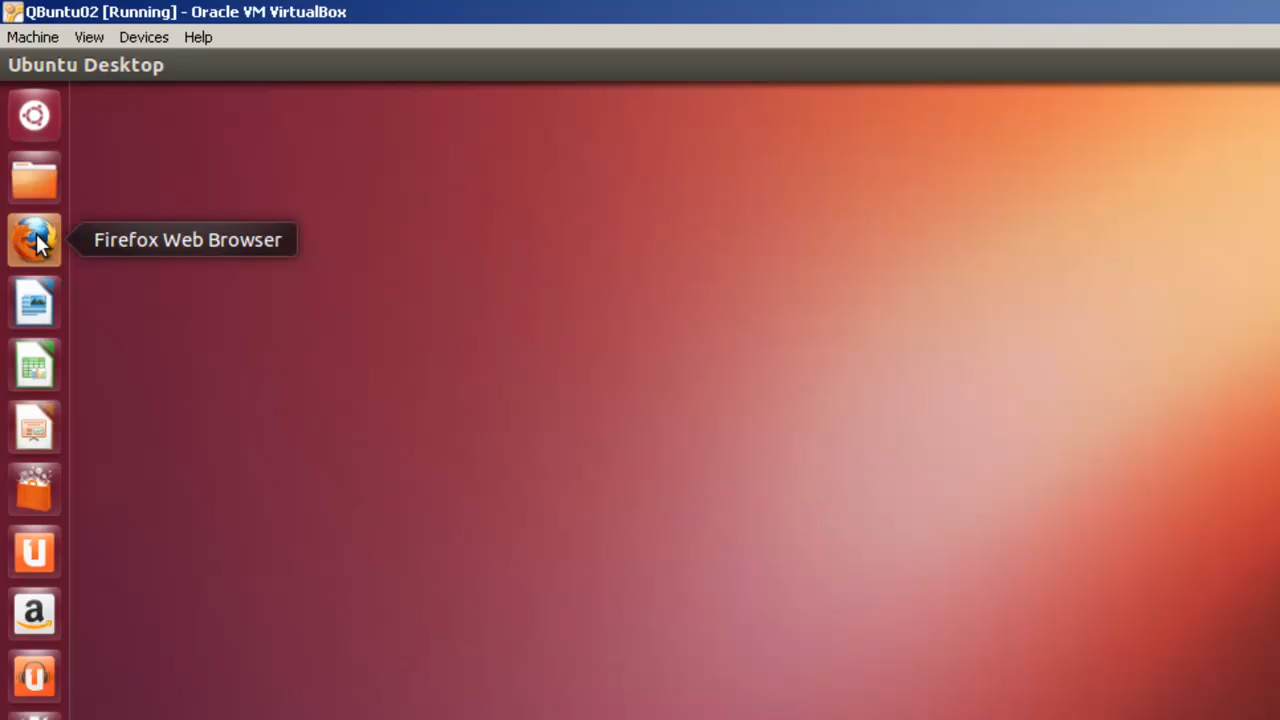 QBuntu02 [Running] - Oracle VM VirtualBox
Machine View Devices Help
Ubuntu Desktop
Firefox Web Browser